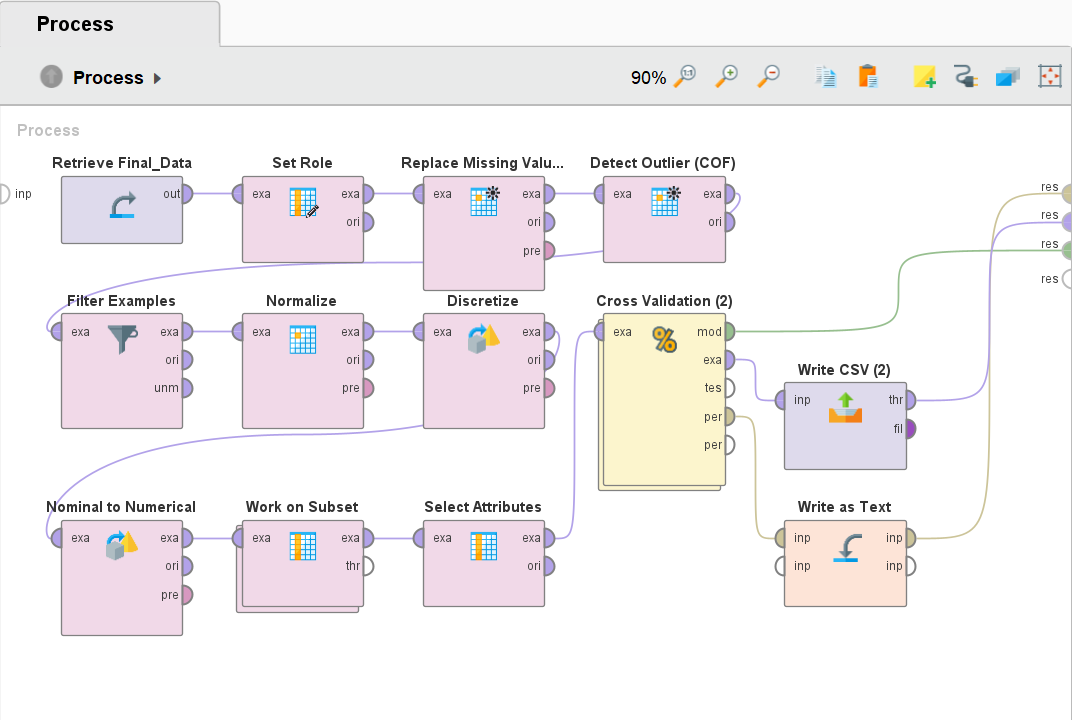 Process
Process
90%
Process
inp
Retrieve Final_Data
out
Set Role
exa exa
ori
Replace Missing Valu...
exa exa
ori
pre
Detect Outlier (COF)
exa exa
ori
res
res
res
res
Filter Examples
exa exa
ori
unm
Normalize
exa exa
ori
pre
Discretize
exa exa
ori
pre
Cross Validation (2)
exa mod
exa
tes
per
per
Write CSV (2)
inp thr
fil
Nominal to Numerical
exa exa
ori
pre
Work on Subset
exa exa
thr
Select Attributes
exa exa
ori
Write as Text
inp inp
inp inp